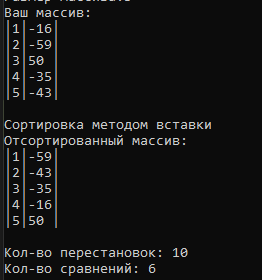 Ваш массив:
|1|-16|
|2|-59|
|3|50 |
|4|-35|
|5|-43|
Сортировка методом вставки
Отсортированный массив:
|1|-59|
|2|-43|
|3|-35|
|4|-16|
|5|50 |
Кол-во перестановок: 10
Кол-во сравнений: 6